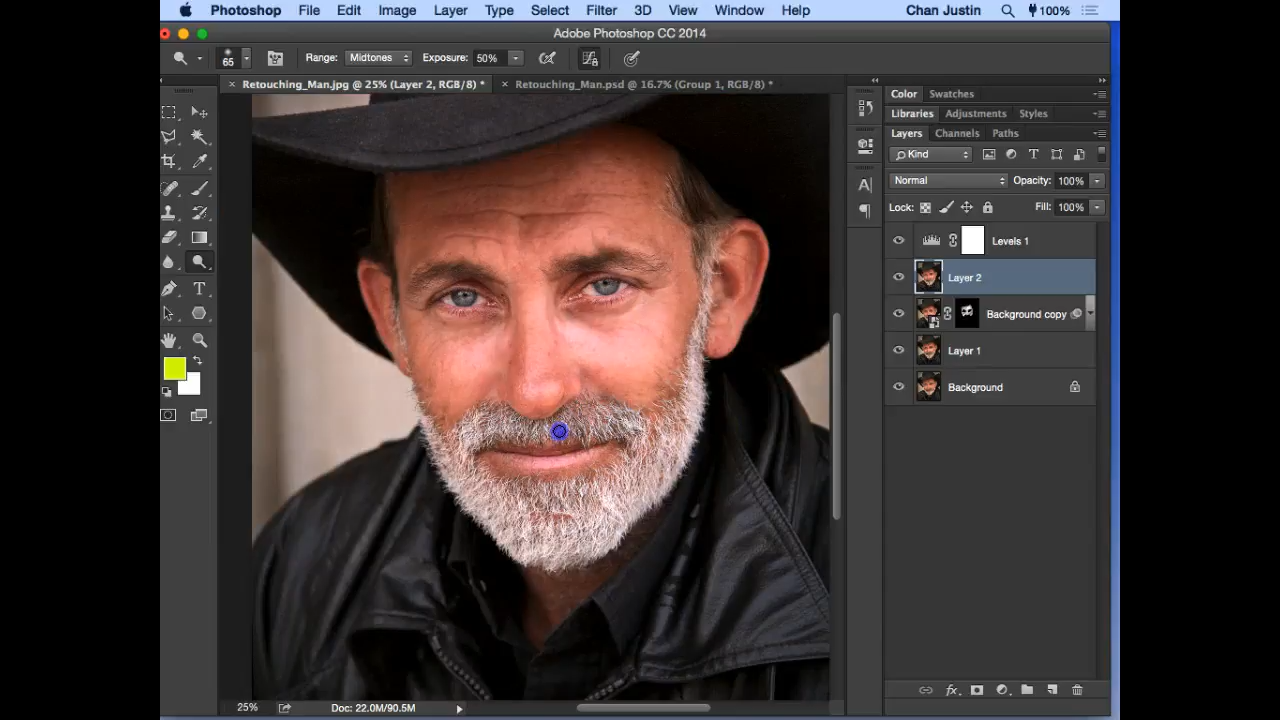 Photoshop File Edit Image Layer Type Select Filter 3D View Window Help Chan Justin 100%
Adobe Photoshop CC 2014
65 Range: Midtones Exposure: 50%
× Retouching_Man.jpg @ 25% (Layer 2, RGB/8) * × Retouching_Man.psd @ 16.7% (Group 1, RGB/8) *
Color Swatches
Libraries Adjustments Styles
Layers Channels Paths
Kind
Normal Opacity: 100%
Lock: Fill: 100%
Levels 1
Layer 2
Background copy
Layer 1
Background
25% Doc: 22.0M/90.5M